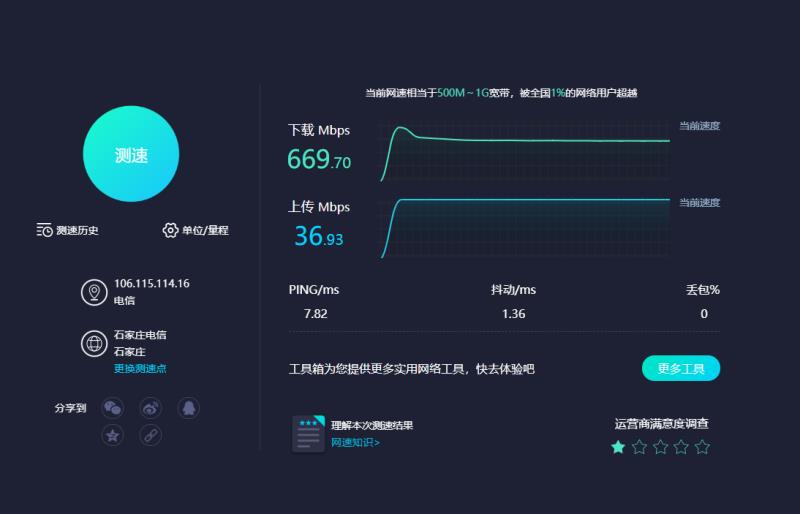 当前网速相当于500M~1G宽带，被全国1%的网络用户超越
测速
下载 Mbps
669.70
当前速度
上传 Mbps
36.93
当前速度
测速历史
单位/量程
106.115.114.16
电信
石家庄电信
石家庄
更换测速点
分享到
PING/ms
抖动/ms
丢包%
7.82
1.36
0
工具箱为您提供更多实用网络工具，快去体验吧
更多工具
理解本次测速结果
网速知识>
运营商满意度调查